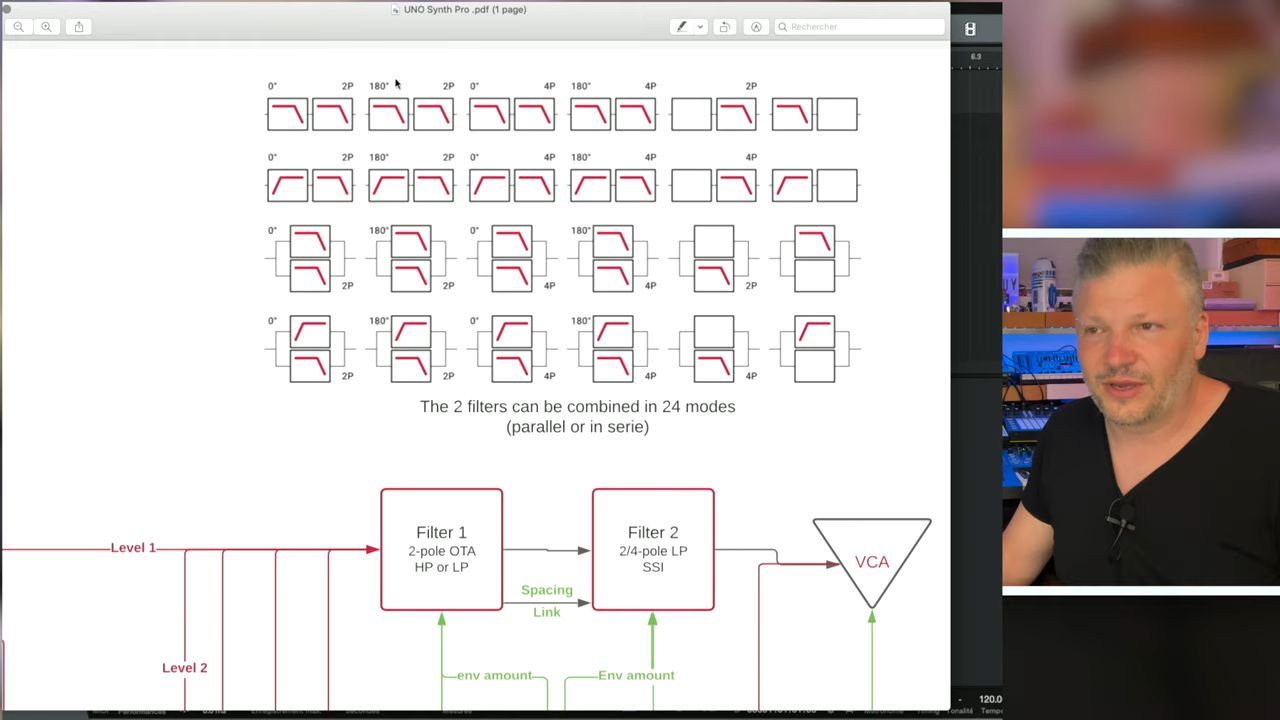 UNO Synth Pro .pdf (1 page)
Rechercher
6.3
0° 2P 180° 2P 0° 4P 180° 4P 2P
0° 2P 180° 2P 0° 4P 180° 4P 4P
0° 180° 0° 180°
2P 2P 4P 4P 2P
0° 180° 0° 180°
2P 2P 4P 4P 4P
The 2 filters can be combined in 24 modes
(parallel or in serie)
Filter 1
2-pole OTA
HP or LP
Filter 2
2/4-pole LP
SSI
Level 1
VCA
Spacing
Link
Level 2
env amount
Env amount
120.0